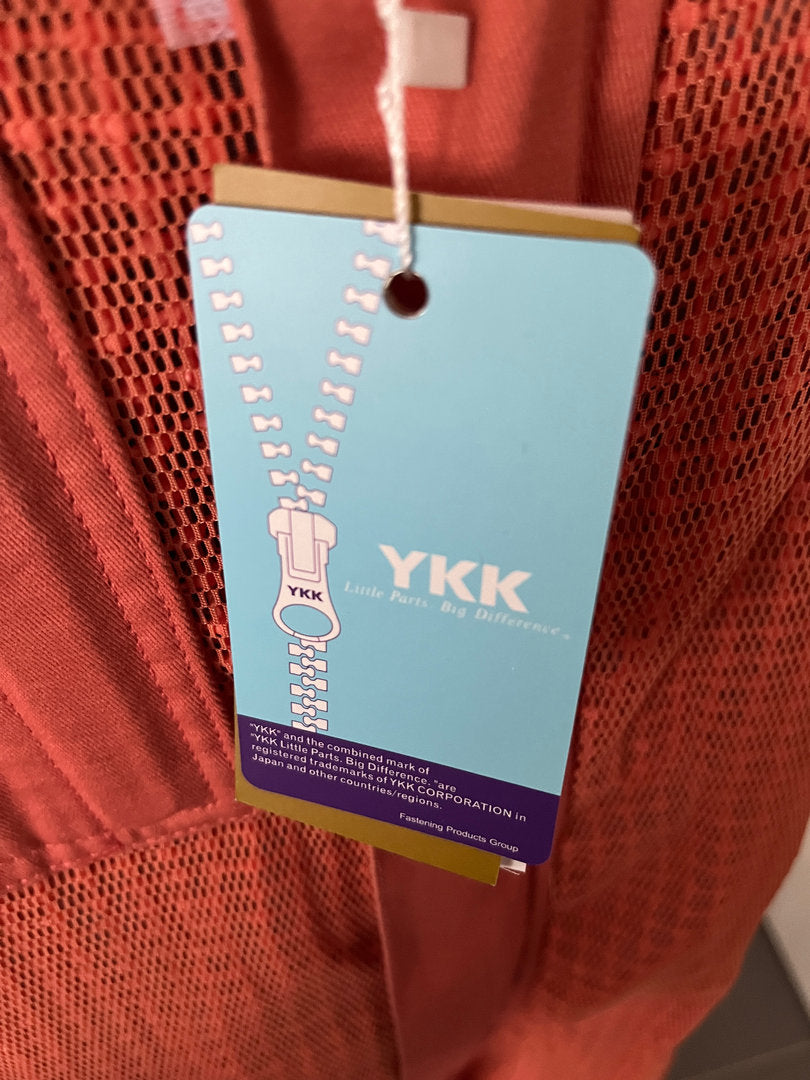 YKK
Little Parts. Big Difference.
YKK
"YKK" and the combined mark of
"YKK Little Parts. Big Difference. "are
registered trademarks of YKK CORPORATION in
Japan and other countries/regions.
Fastening Products Group